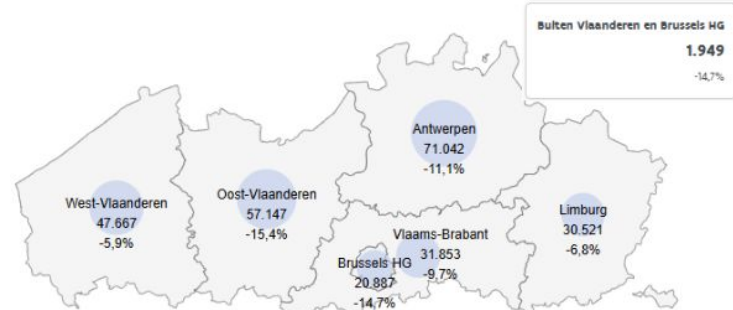 Buiten Vlaanderen en Brussels HG
1.949
-14,7%
Antwerpen
71.042
-11,1%
West-Vlaanderen
47.667
-5,9%
Oost-Vlaanderen
57.147
-15,4%
Limburg
30.521
-6,8%
Vlaams-Brabant
31.853
-9,7%
Brussels HG
20.887
-14,7%